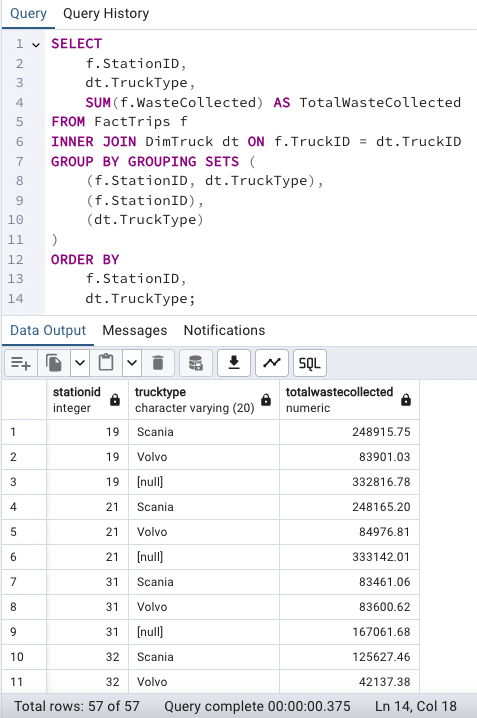 Query Query History
1 SELECT
2 f.StationID,
3 dt.TruckType,
4 SUM(f.WasteCollected) AS TotalWasteCollected
5 FROM FactTrips f
6 INNER JOIN DimTruck dt ON f.TruckID = dt.TruckID
7 GROUP BY GROUPING SETS (
8 (f.StationID, dt.TruckType),
9 (f.StationID),
10 (dt.TruckType)
11 )
12 ORDER BY
13 f.StationID,
14 dt.TruckType;
Data Output Messages Notifications
SQL
stationid trucktype totalwastecollected
integer character varying (20) numeric
1 19 Scania 248915.75
2 19 Volvo 83901.03
3 19 [null] 332816.78
4 21 Scania 248165.20
5 21 Volvo 84976.81
6 21 [null] 333142.01
7 31 Scania 83461.06
8 31 Volvo 83600.62
9 31 [null] 167061.68
10 32 Scania 125627.46
11 32 Volvo 42137.38
Total rows: 57 of 57 Query complete 00:00:00.375 Ln 14, Col 18